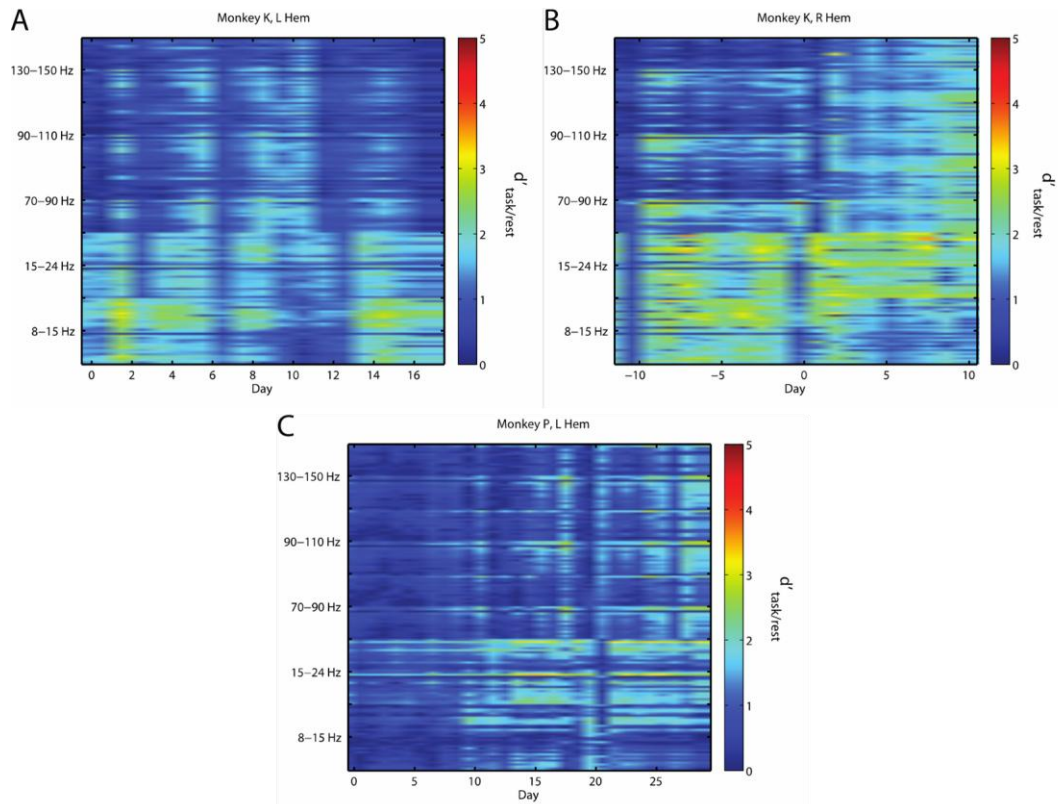 A
Monkey K, L Hem
130–150 Hz
90–110 Hz
70–90 Hz
15–24 Hz
8–15 Hz
0 2 4 6 8 10 12 14 16
Day
5
4
3
2
1
0
d′ task/rest
B
Monkey K, R Hem
130–150 Hz
90–110 Hz
70–90 Hz
15–24 Hz
8–15 Hz
−10 −5 0 5 10
Day
5
4
3
2
1
0
d′ task/rest
C
Monkey P, L Hem
130–150 Hz
90–110 Hz
70–90 Hz
15–24 Hz
8–15 Hz
0 5 10 15 20 25
Day
5
4
3
2
1
0
d′ task/rest